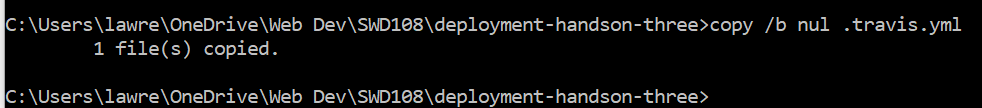 C:\Users\lawre\OneDrive\Web Dev\SWD108\deployment-handson-three>copy /b nul .travis.yml
        1 file(s) copied.
C:\Users\lawre\OneDrive\Web Dev\SWD108\deployment-handson-three>